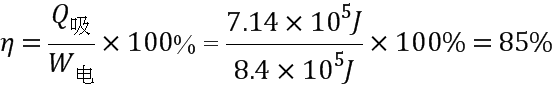 η = Q吸/W电 × 100% = 7.14 × 10⁵J/8.4 × 10⁵J × 100% = 85%